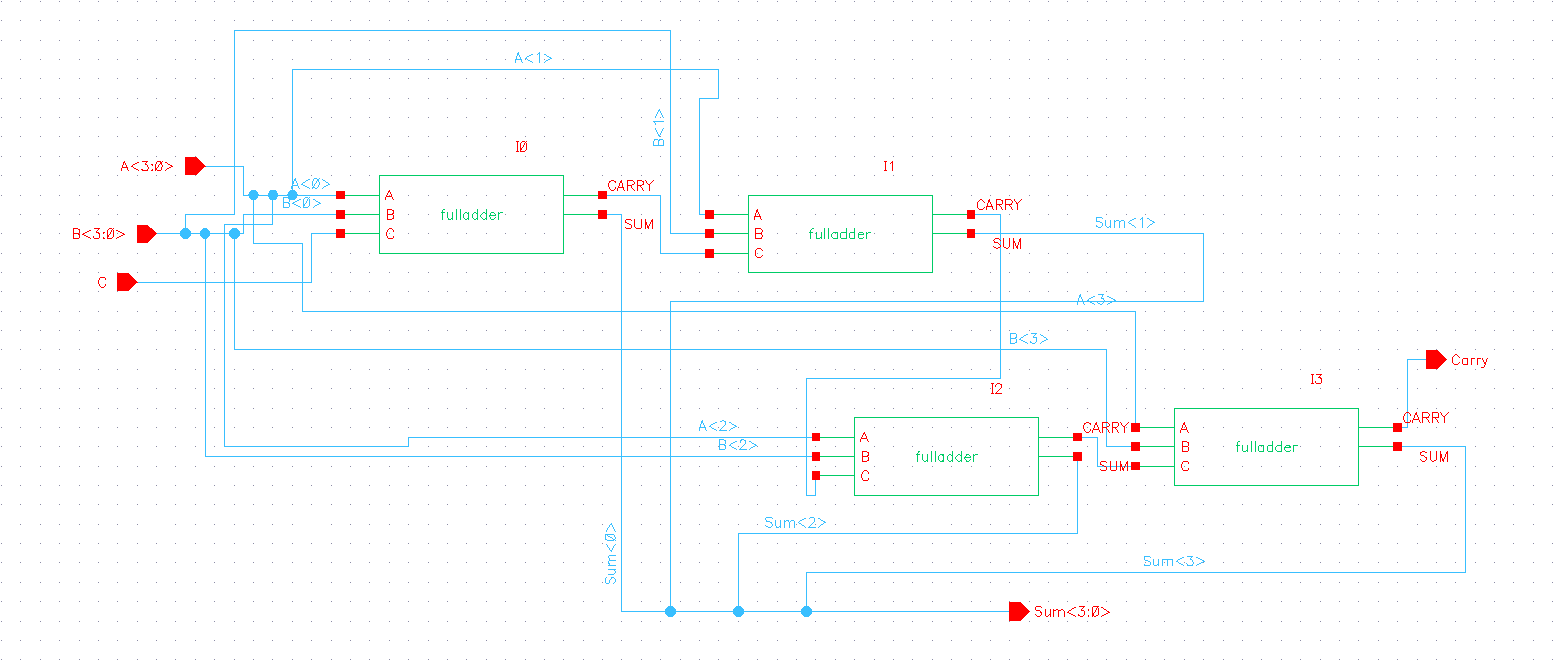 A<1>
B<1>
I0
I1
A<3:0>
A<0>
B<0>
CARRY
A
B
C
fulladder
SUM
B<3:0>
C
CARRY
A
B
C
fulladder
SUM
Sum<1>
A<3>
B<3>
I2
I3
Carry
A<2>
B<2>
A
B
C
fulladder
CARRY
SUM
A
B
C
fulladder
CARRY
SUM
Sum<2>
Sum<0>
Sum<3>
Sum<3:0>